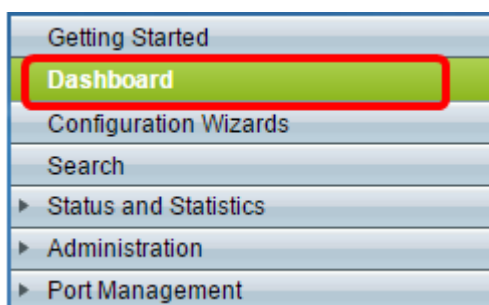 Getting Started
Dashboard
Configuration Wizards
Search
Status and Statistics
Administration
Port Management